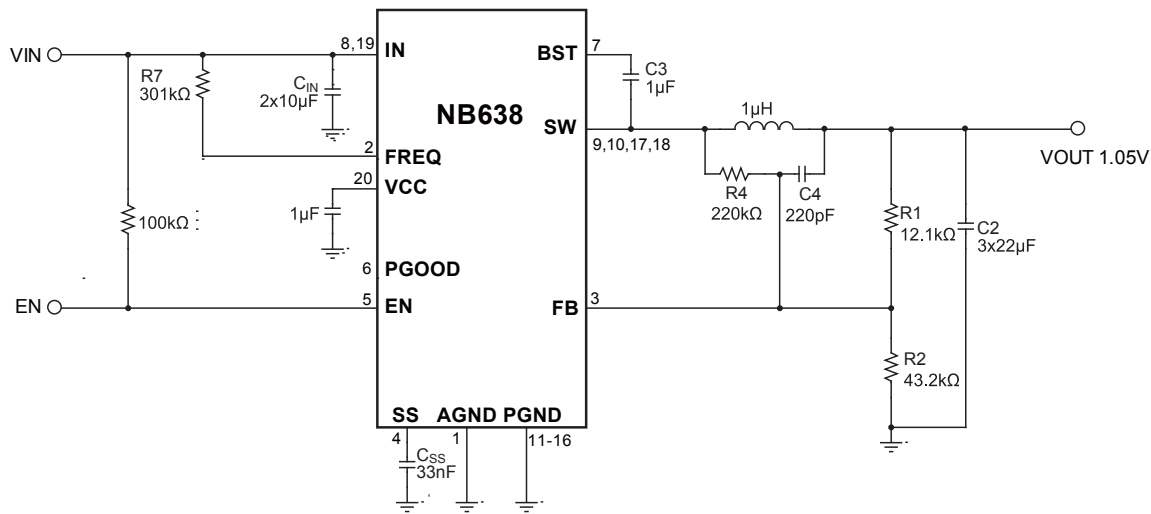 VIN
8,19
IN
BST
7
R7
301kΩ
CIN
2x10µF
C3
1µF
NB638
1µH
SW
9,10,17,18
VOUT 1.05V
2
FREQ
20
VCC
R4
220kΩ
C4
220pF
1µF
100kΩ
R1
12.1kΩ
C2
3x22µF
6
PGOOD
EN
5
EN
FB
3
R2
43.2kΩ
SS
AGND
PGND
4
1
11-16
CSS
33nF